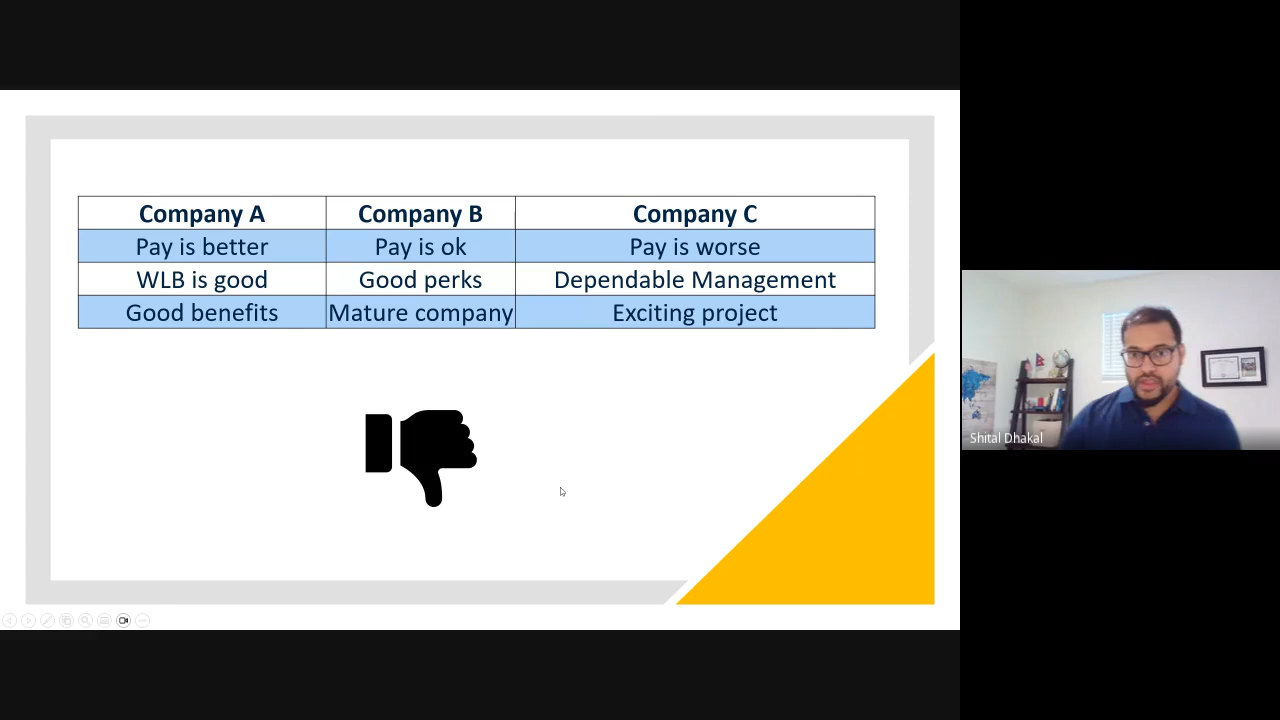 Company A Company B Company C
Pay is better Pay is ok Pay is worse
WLB is good Good perks Dependable Management
Good benefits Mature company Exciting project
Shital Dhakal